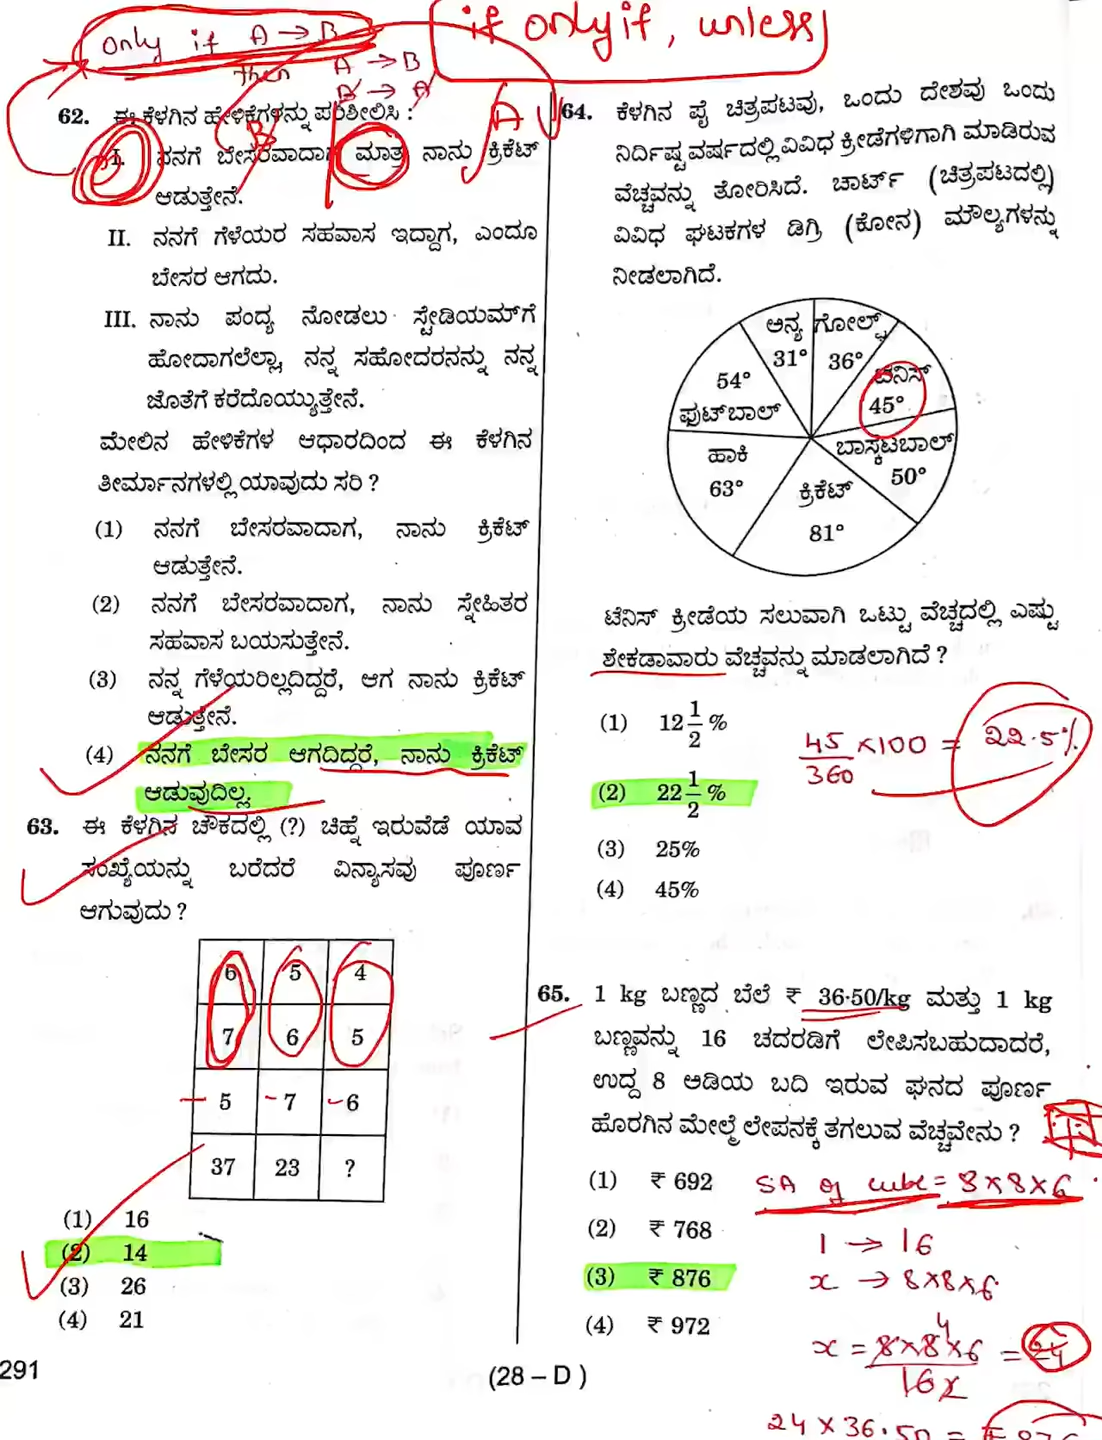 only if A → B
if only if, unless
then
A → B
B̸ → A̸
62. ಈ ಕೆಳಗಿನ ಹೇಳಿಕೆಗಳನ್ನು ಪರಿಶೀಲಿಸಿ :
B
A
I. ನನಗೆ ಬೇಸರವಾದಾಗ ಮಾತ್ರ ನಾನು ಕ್ರಿಕೆಟ್
ಆಡುತ್ತೇನೆ.
II. ನನಗೆ ಗೆಳೆಯರ ಸಹವಾಸ ಇದ್ದಾಗ, ಎಂದೂ
ಬೇಸರ ಆಗದು.
III. ನಾನು ಪಂದ್ಯ ನೋಡಲು ಸ್ಟೇಡಿಯಮ್‌ಗೆ
ಹೋದಾಗಲೆಲ್ಲಾ, ನನ್ನ ಸಹೋದರನನ್ನು ನನ್ನ
ಜೊತೆಗೆ ಕರೆದೊಯ್ಯುತ್ತೇನೆ.
ಮೇಲಿನ ಹೇಳಿಕೆಗಳ ಆಧಾರದಿಂದ ಈ ಕೆಳಗಿನ
ತೀರ್ಮಾನಗಳಲ್ಲಿ ಯಾವುದು ಸರಿ ?
(1) ನನಗೆ ಬೇಸರವಾದಾಗ, ನಾನು ಕ್ರಿಕೆಟ್
ಆಡುತ್ತೇನೆ.
(2) ನನಗೆ ಬೇಸರವಾದಾಗ, ನಾನು ಸ್ನೇಹಿತರ
ಸಹವಾಸ ಬಯಸುತ್ತೇನೆ.
(3) ನನ್ನ ಗೆಳೆಯರಿಲ್ಲದಿದ್ದರೆ, ಆಗ ನಾನು ಕ್ರಿಕೆಟ್
ಆಡುತ್ತೇನೆ.
(4) ನನಗೆ ಬೇಸರ ಆಗದಿದ್ದರೆ, ನಾನು ಕ್ರಿಕೆಟ್
ಆಡುವುದಿಲ್ಲ.
63. ಈ ಕೆಳಗಿನ ಚೌಕದಲ್ಲಿ (?) ಚಿಹ್ನೆ ಇರುವೆಡೆ ಯಾವ
ಸಂಖ್ಯೆಯನ್ನು ಬರೆದರೆ ವಿನ್ಯಾಸವು ಪೂರ್ಣ
ಆಗುವುದು ?
6 5 4
7 6 5
- 5 - 7 - 6
37 23 ?
(1) 16
(2) 14
(3) 26
(4) 21
64. ಕೆಳಗಿನ ಪೈ ಚಿತ್ರಪಟವು, ಒಂದು ದೇಶವು ಒಂದು
ನಿರ್ದಿಷ್ಟ ವರ್ಷದಲ್ಲಿ ವಿವಿಧ ಕ್ರೀಡೆಗಳಿಗಾಗಿ ಮಾಡಿರುವ
ವೆಚ್ಚವನ್ನು ತೋರಿಸಿದೆ. ಚಾರ್ಟ್ (ಚಿತ್ರಪಟದಲ್ಲಿ)
ವಿವಿಧ ಘಟಕಗಳ ಡಿಗ್ರಿ (ಕೋನ) ಮೌಲ್ಯಗಳನ್ನು
ನೀಡಲಾಗಿದೆ.
ಅನ್ಯ
31°
ಗೋಲ್ಫ್
36°
ಟೆನಿಸ್
45°
54°
ಫುಟ್‌ಬಾಲ್
ಬಾಸ್ಕೆಟಬಾಲ್
50°
ಹಾಕಿ
63°
ಕ್ರಿಕೆಟ್
81°
ಟೆನಿಸ್ ಕ್ರೀಡೆಯ ಸಲುವಾಗಿ ಒಟ್ಟು ವೆಚ್ಚದಲ್ಲಿ ಎಷ್ಟು
ಶೇಕಡಾವಾರು ವೆಚ್ಚವನ್ನು ಮಾಡಲಾಗಿದೆ ?
(1) 12 1/2 %
45/360 × 100 = 22.5%
(2) 22 1/2 %
(3) 25%
(4) 45%
65. 1 kg ಬಣ್ಣದ ಬೆಲೆ ₹ 36·50/kg ಮತ್ತು 1 kg
ಬಣ್ಣವನ್ನು 16 ಚದರಡಿಗೆ ಲೇಪಿಸಬಹುದಾದರೆ,
ಉದ್ದ 8 ಅಡಿಯ ಬದಿ ಇರುವ ಘನದ ಪೂರ್ಣ
ಹೊರಗಿನ ಮೇಲ್ಮೈ ಲೇಪನಕ್ಕೆ ತಗಲುವ ವೆಚ್ಚವೇನು ?
(1) ₹ 692
(2) ₹ 768
(3) ₹ 876
(4) ₹ 972
SA of cube = 8×8×6
1 → 16
x → 8×8×6
x = 8×8×6 / 16 = 24
24 × 36.50 = ₹ 876
291
(28 – D )